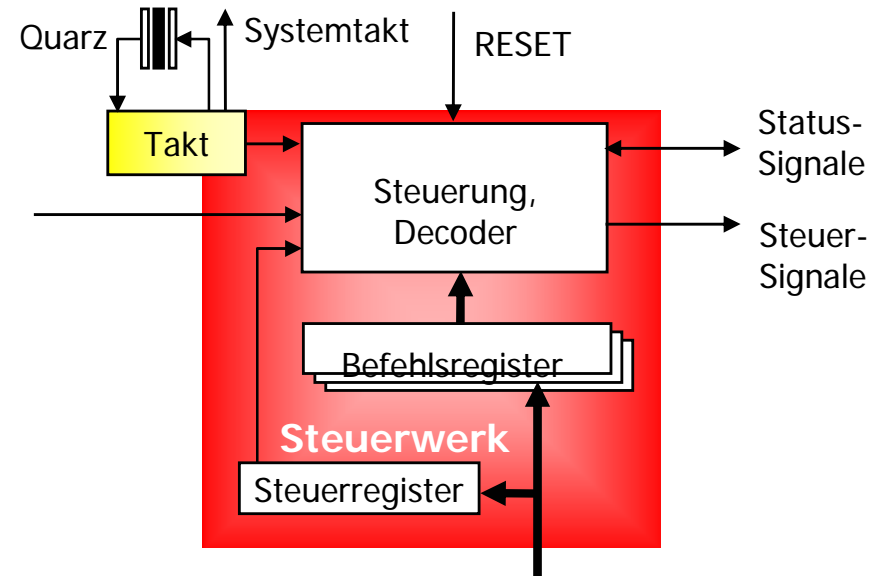 Quarz
Systemtakt
RESET
Takt
Status-
Signale
Steuerung,
Decoder
Steuer-
Signale
Befehlsregister
Steuerwerk
Steuerregister